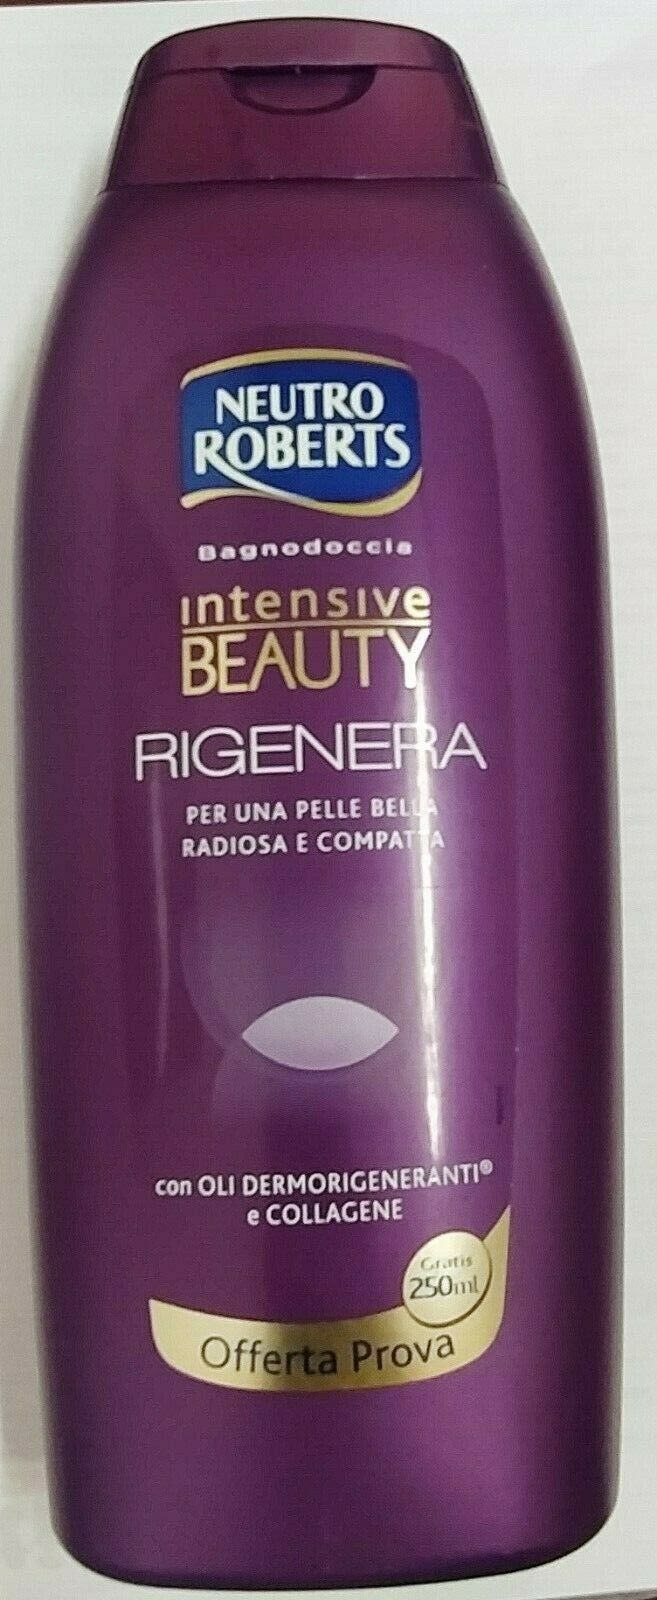 NEUTRO
ROBERTS
Bagnodoccia
intensive
BEAUTY
RIGENERA
PER UNA PELLE BELLA
RADIOSA E COMPATTA
con OLI DERMORIGENERANTI®
e COLLAGENE
Gratis
250ml
Offerta Prova